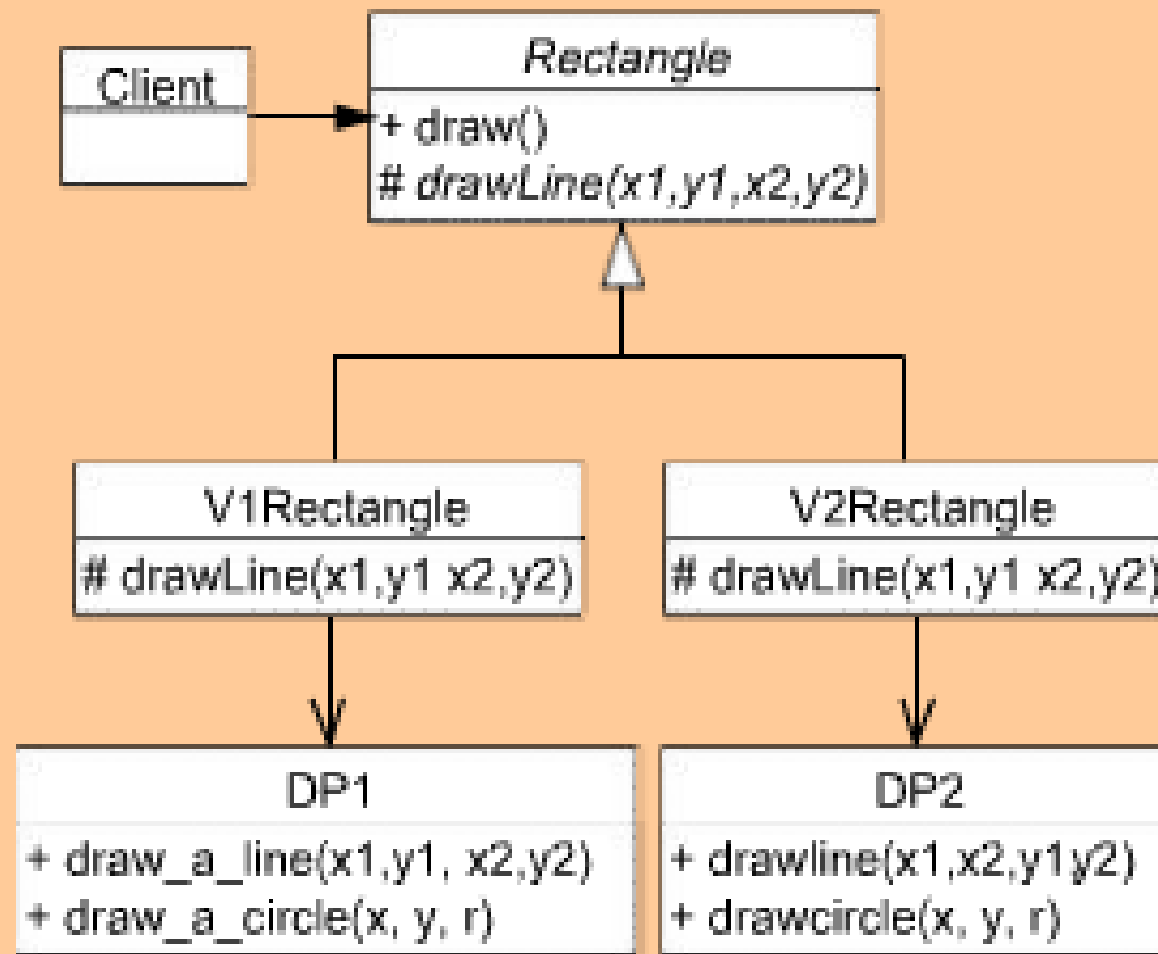 Client
Rectangle
+ draw()
# drawLine(x1,y1,x2,y2)
V1Rectangle
# drawLine(x1,y1 x2,y2)
V2Rectangle
# drawLine(x1,y1 x2,y2)
DP1
+ draw_a_line(x1,y1, x2,y2)
+ draw_a_circle(x, y, r)
DP2
+ drawline(x1,x2,y1y2)
+ drawcircle(x, y, r)